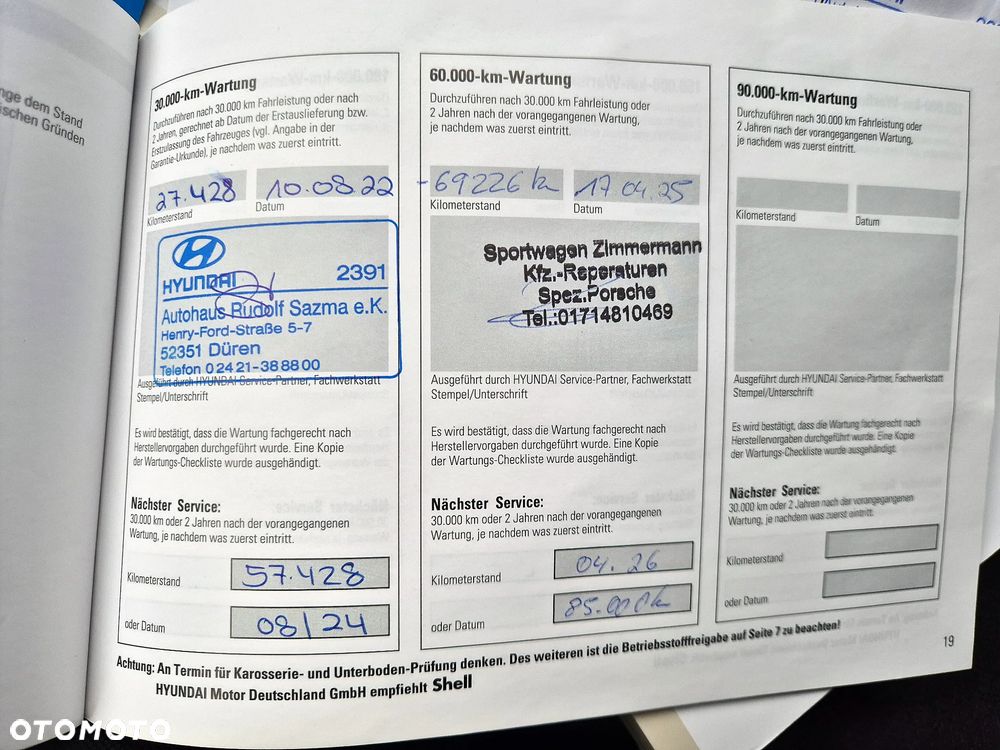 nge dem Stand
ischen Gründen
30.000-km-Wartung
Durchzuführen nach 30.000 km Fahrleistung oder nach
2 Jahren, gerechnet ab Datum der Erstauslieferung bzw.
Erstzulassung des Fahrzeuges (vgl. Angabe in der
Garantie-Urkunde), je nachdem was zuerst eintritt.
27.428 10.08.22
Kilometerstand Datum
HYUNDAI 2391
Autohaus Rudolf Sazma e.K.
Henry-Ford-Straße 5-7
52351 Düren
Telefon 0 24 21-38 88 00
Ausgeführt durch HYUNDAI Service-Partner, Fachwerkstatt
Stempel/Unterschrift
Es wird bestätigt, dass die Wartung fachgerecht nach
Herstellervorgaben durchgeführt wurde. Eine Kopie
der Wartungs-Checkliste wurde ausgehändigt.
Nächster Service:
30.000 km oder 2 Jahren nach der vorangegangenen
Wartung, je nachdem was zuerst eintritt.
Kilometerstand 57.428
oder Datum 08/24
60.000-km-Wartung
Durchzuführen nach 30.000 km Fahrleistung oder
2 Jahren nach der vorangegangenen Wartung,
je nachdem was zuerst eintritt.
-69226 km 17.04.25
Kilometerstand Datum
Sportwagen Zimmermann
Kfz.-Reperaturen
Spez.Porsche
Tel.:01714810469
Ausgeführt durch HYUNDAI Service-Partner, Fachwerkstatt
Stempel/Unterschrift
Es wird bestätigt, dass die Wartung fachgerecht nach
Herstellervorgaben durchgeführt wurde. Eine Kopie
der Wartungs-Checkliste wurde ausgehändigt.
Nächster Service:
30.000 km oder 2 Jahren nach der vorangegangenen
Wartung, je nachdem was zuerst eintritt.
Kilometerstand 04.26
oder Datum 85.000k
90.000-km-Wartung
Durchzuführen nach 30.000 km Fahrleistung oder
2 Jahren nach der vorangegangenen Wartung,
je nachdem was zuerst eintritt.
Kilometerstand Datum
Ausgeführt durch HYUNDAI Service-Partner, Fachwerkstatt
Stempel/Unterschrift
Es wird bestätigt, dass die Wartung fachgerecht nach
Herstellervorgaben durchgeführt wurde. Eine Kopie
der Wartungs-Checkliste wurde ausgehändigt.
Nächster Service:
30.000 km oder 2 Jahren nach der vorangegangenen
Wartung, je nachdem was zuerst eintritt.
Kilometerstand
oder Datum
Achtung: An Termin für Karosserie- und Unterboden-Prüfung denken. Des weiteren ist die Betriebsstofffreigabe auf Seite 7 zu beachten!
HYUNDAI Motor Deutschland GmbH empfiehlt Shell
19
OTOMOTO